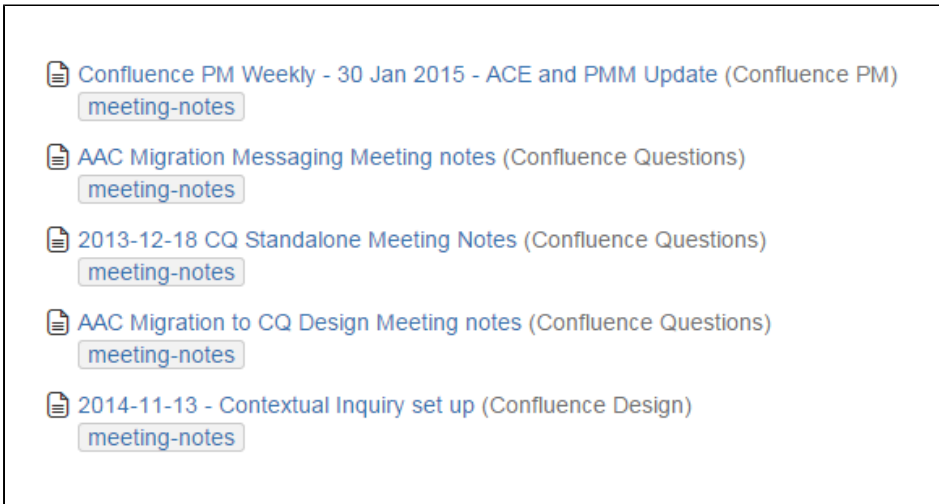 Confluence PM Weekly - 30 Jan 2015 - ACE and PMM Update (Confluence PM)
meeting-notes
AAC Migration Messaging Meeting notes (Confluence Questions)
meeting-notes
2013-12-18 CQ Standalone Meeting Notes (Confluence Questions)
meeting-notes
AAC Migration to CQ Design Meeting notes (Confluence Questions)
meeting-notes
2014-11-13 - Contextual Inquiry set up (Confluence Design)
meeting-notes